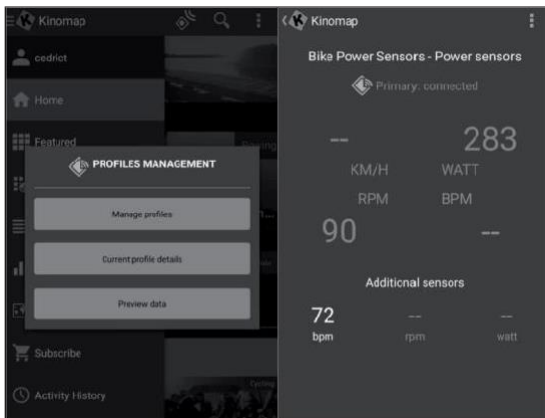 Kinomap
cedrict
Home
Featured
PROFILES MANAGEMENT
Manage profiles
Current profile details
Preview data
Subscribe
Activity History
Cycling
Kinomap
Bike Power Sensors - Power sensors
Primary: connected
-- 283
KM/H WATT
RPM BPM
90 --
Additional sensors
72 -- --
bpm rpm watt